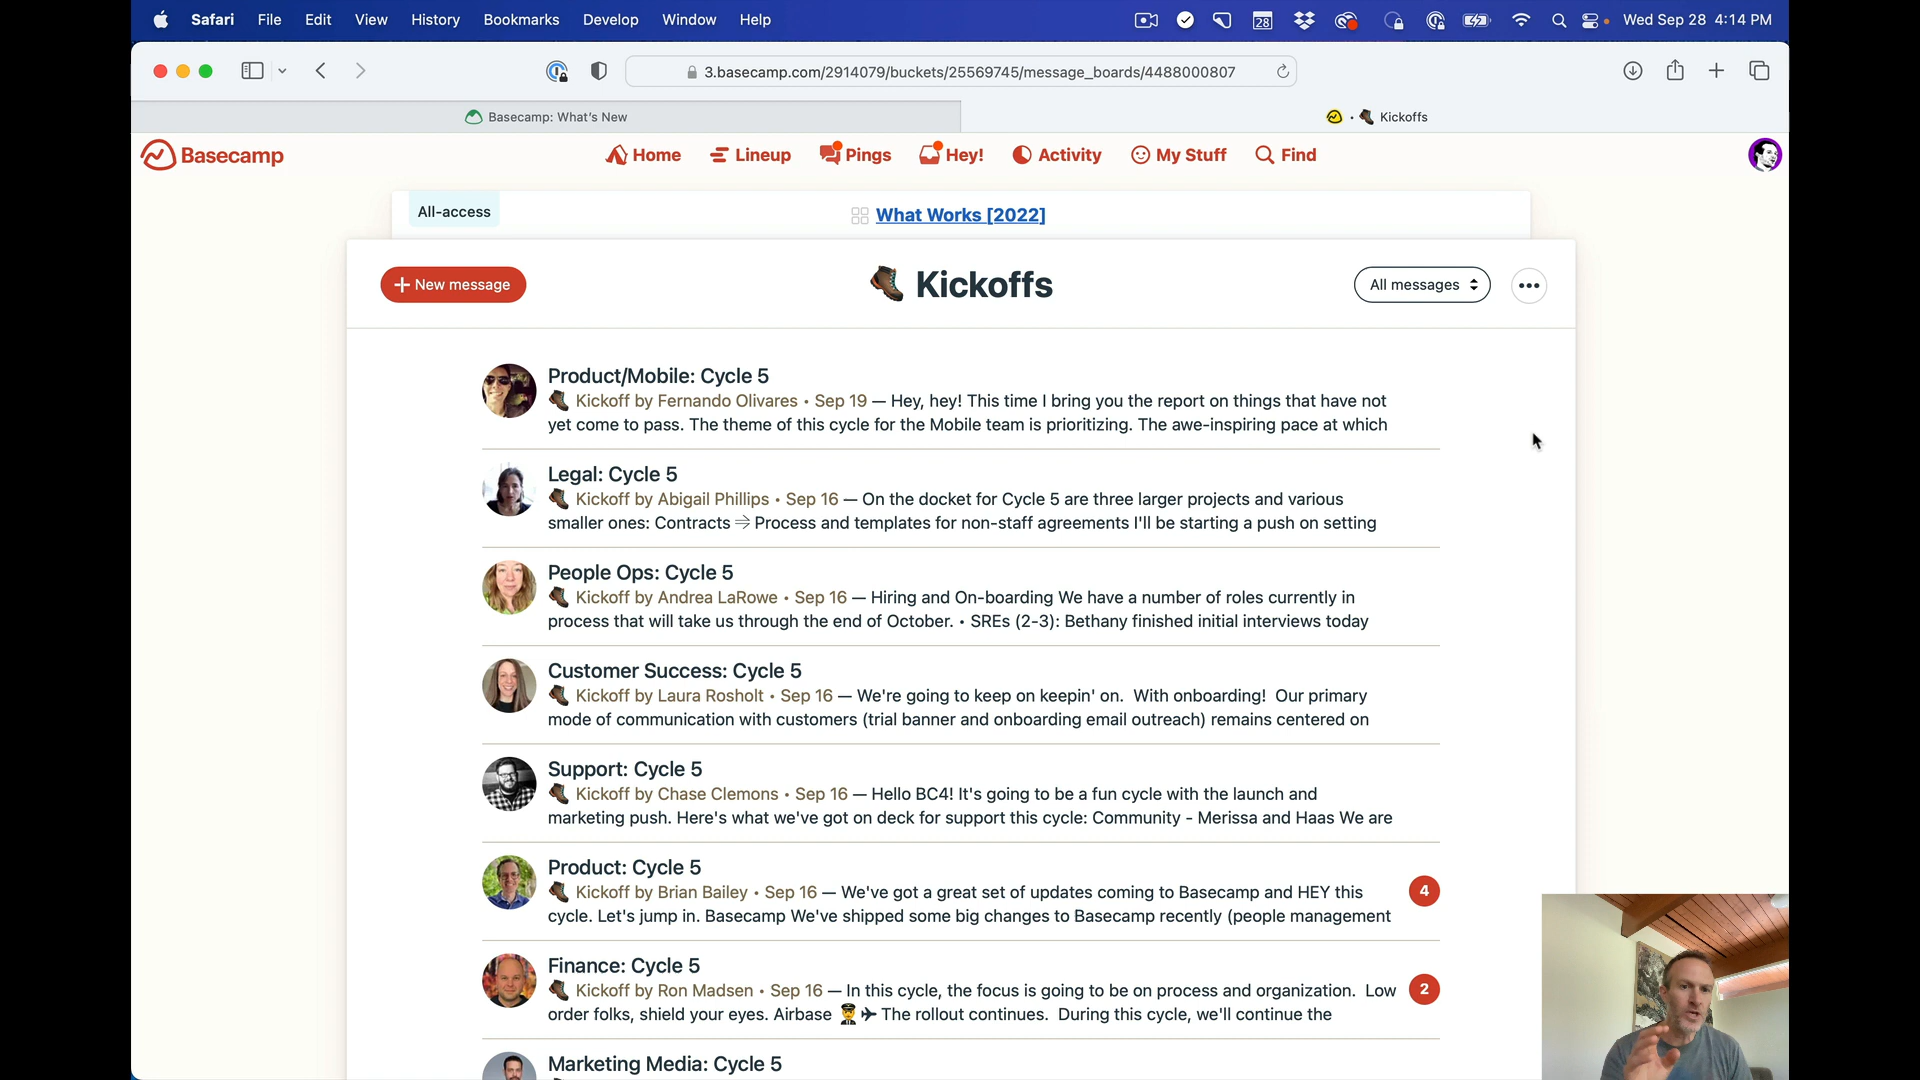 Safari File Edit View History Bookmarks Develop Window Help 28 Wed Sep 28 4:14 PM
3.basecamp.com/2914079/buckets/25569745/message_boards/4488000807
Basecamp: What's New • Kickoffs
Basecamp Home Lineup Pings Hey! Activity My Stuff Find
All-access What Works [2022]
New message Kickoffs All messages
Product/Mobile: Cycle 5
Kickoff by Fernando Olivares • Sep 19 — Hey, hey! This time I bring you the report on things that have not
yet come to pass. The theme of this cycle for the Mobile team is prioritizing. The awe-inspiring pace at which
Legal: Cycle 5
Kickoff by Abigail Phillips • Sep 16 — On the docket for Cycle 5 are three larger projects and various
smaller ones: Contracts ⇒ Process and templates for non-staff agreements I'll be starting a push on setting
People Ops: Cycle 5
Kickoff by Andrea LaRowe • Sep 16 — Hiring and On-boarding We have a number of roles currently in
process that will take us through the end of October. • SREs (2-3): Bethany finished initial interviews today
Customer Success: Cycle 5
Kickoff by Laura Rosholt • Sep 16 — We're going to keep on keepin' on. With onboarding! Our primary
mode of communication with customers (trial banner and onboarding email outreach) remains centered on
Support: Cycle 5
Kickoff by Chase Clemons • Sep 16 — Hello BC4! It's going to be a fun cycle with the launch and
marketing push. Here's what we've got on deck for support this cycle: Community - Merissa and Haas We are
Product: Cycle 5
Kickoff by Brian Bailey • Sep 16 — We've got a great set of updates coming to Basecamp and HEY this 4
cycle. Let's jump in. Basecamp We've shipped some big changes to Basecamp recently (people management
Finance: Cycle 5
Kickoff by Ron Madsen • Sep 16 — In this cycle, the focus is going to be on process and organization. Low 2
order folks, shield your eyes. Airbase 👨‍✈️✈ The rollout continues. During this cycle, we'll continue the
Marketing Media: Cycle 5